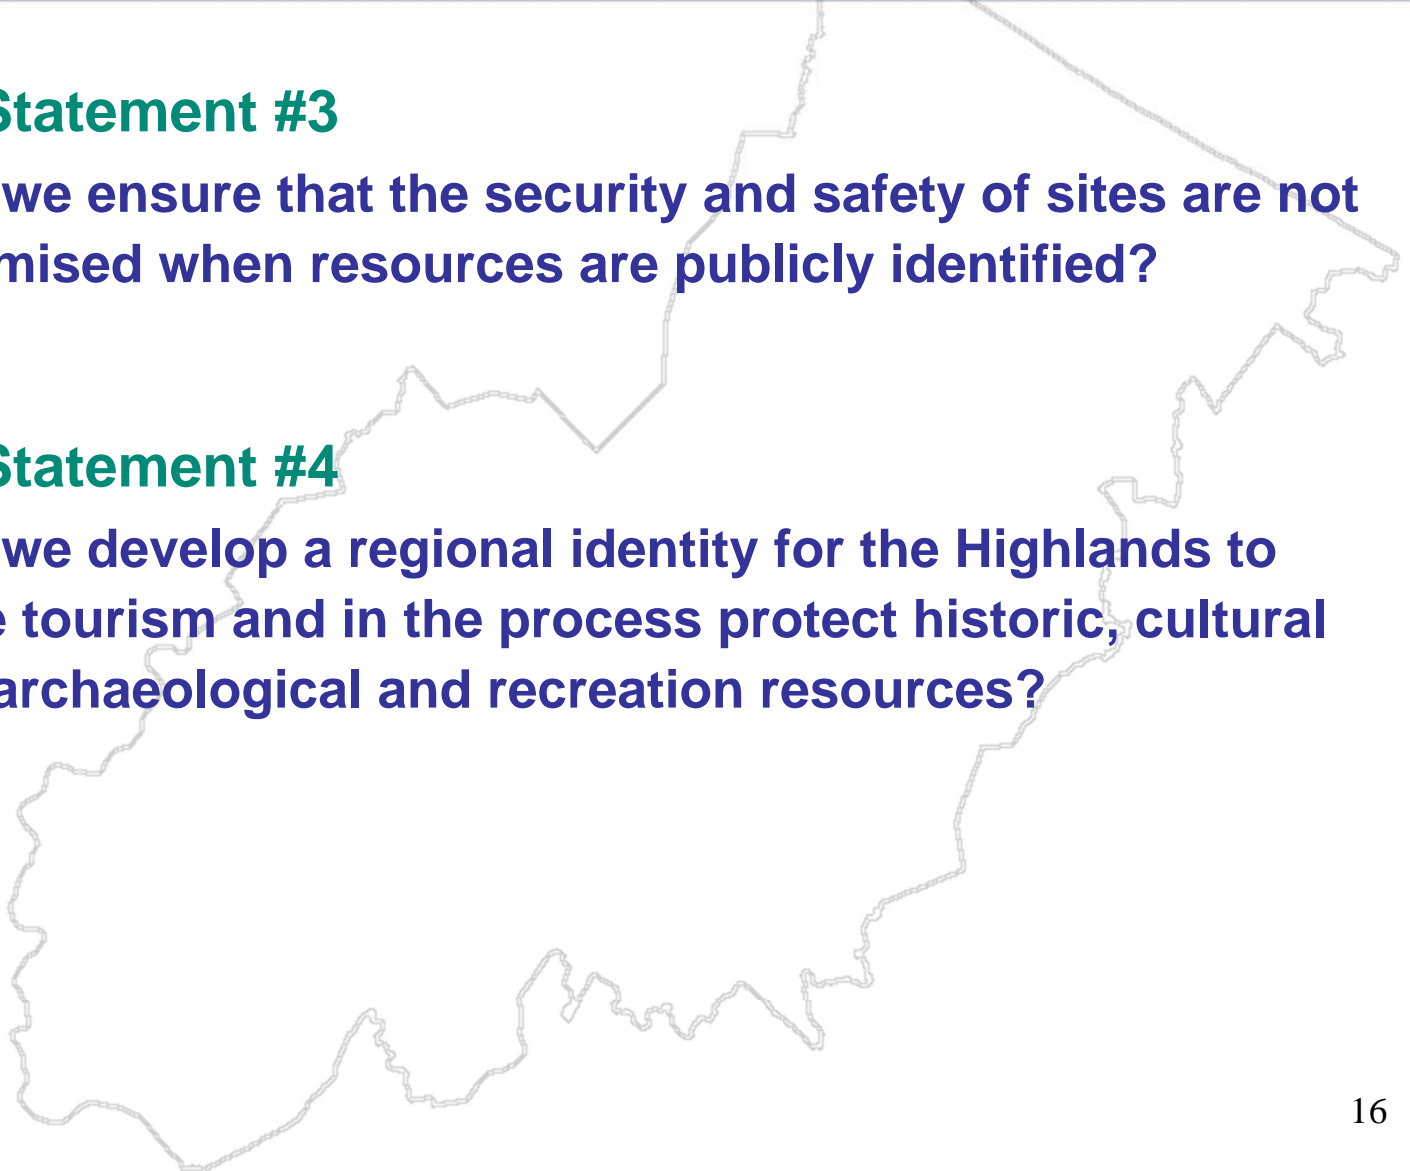 Statement #3
we ensure that the security and safety of sites are not
mised when resources are publicly identified?
Statement #4
we develop a regional identity for the Highlands to
e tourism and in the process protect historic, cultural
archaeological and recreation resources?
16